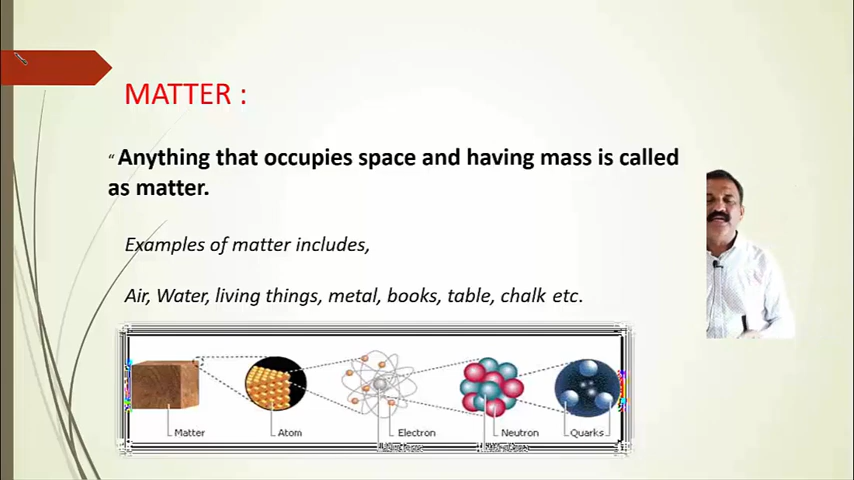 MATTER :
“ Anything that occupies space and having mass is called
as matter.
Examples of matter includes,
Air, Water, living things, metal, books, table, chalk etc.
Matter
Atom
Electron
Neutron
Quarks